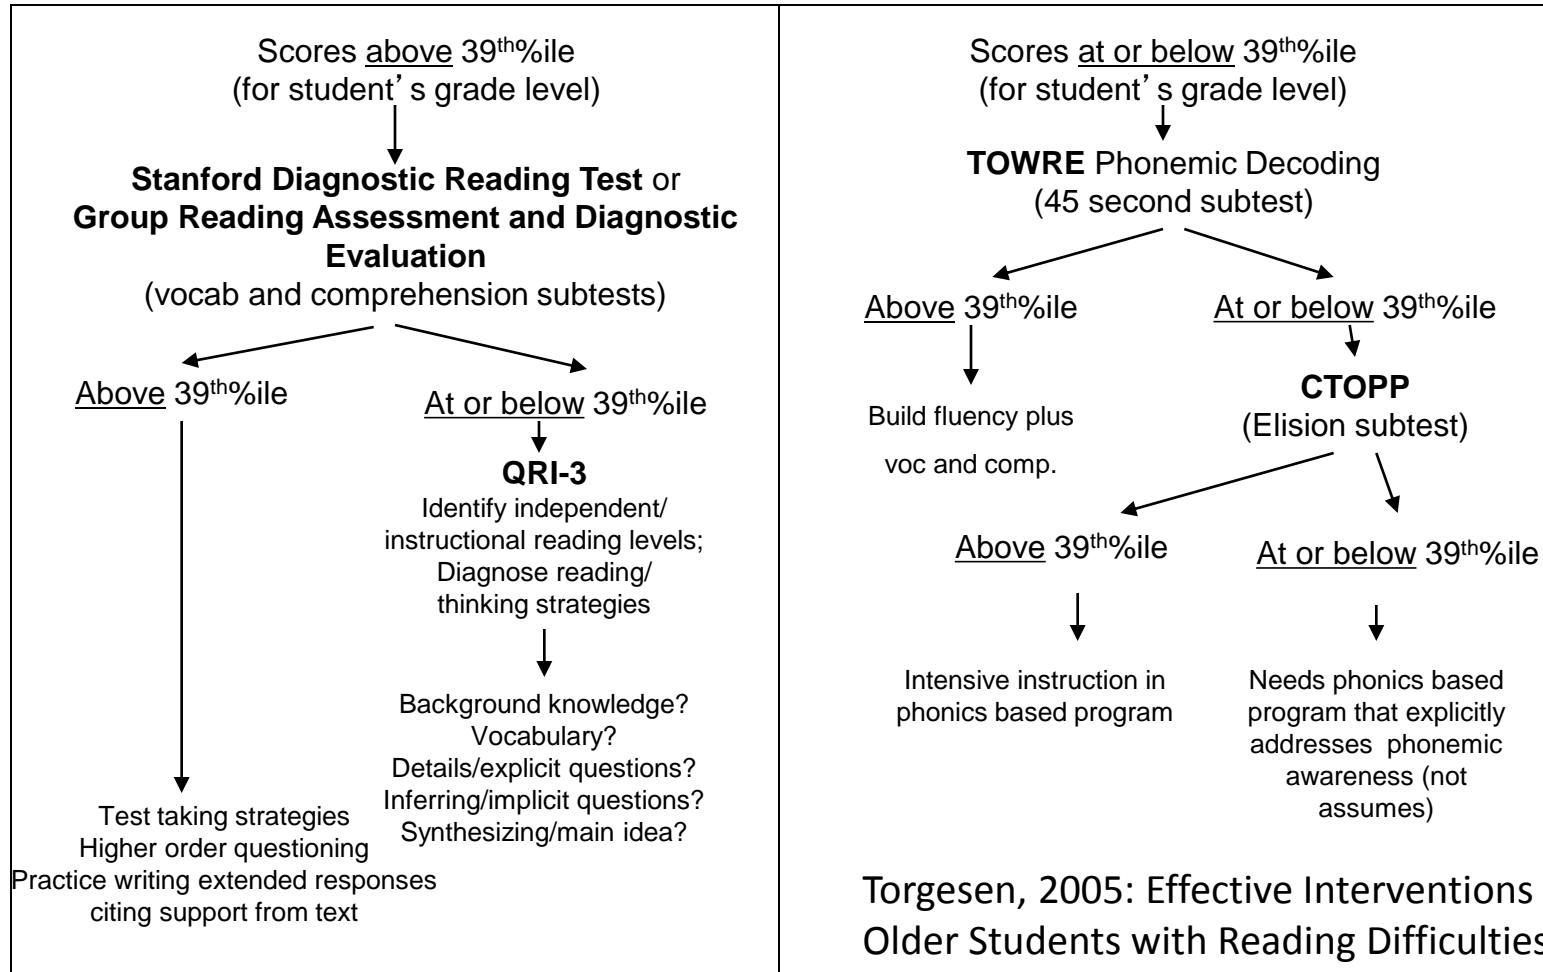 Scores above 39th%ile
(for student’s grade level)
Stanford Diagnostic Reading Test or
Group Reading Assessment and Diagnostic
Evaluation
(vocab and comprehension subtests)
Above 39th%ile
At or below 39th%ile
QRI-3
Identify independent/
instructional reading levels;
Diagnose reading/
thinking strategies
Background knowledge?
Vocabulary?
Details/explicit questions?
Inferring/implicit questions?
Synthesizing/main idea?
Test taking strategies
Higher order questioning
Practice writing extended responses
citing support from text
Scores at or below 39th%ile
(for student’s grade level)
TOWRE Phonemic Decoding
(45 second subtest)
Above 39th%ile
At or below 39th%ile
Build fluency plus
voc and comp.
CTOPP
(Elision subtest)
Above 39th%ile
At or below 39th%ile
Intensive instruction in
phonics based program
Needs phonics based
program that explicitly
addresses phonemic
awareness (not
assumes)
Torgesen, 2005: Effective Interventions
Older Students with Reading Difficulties